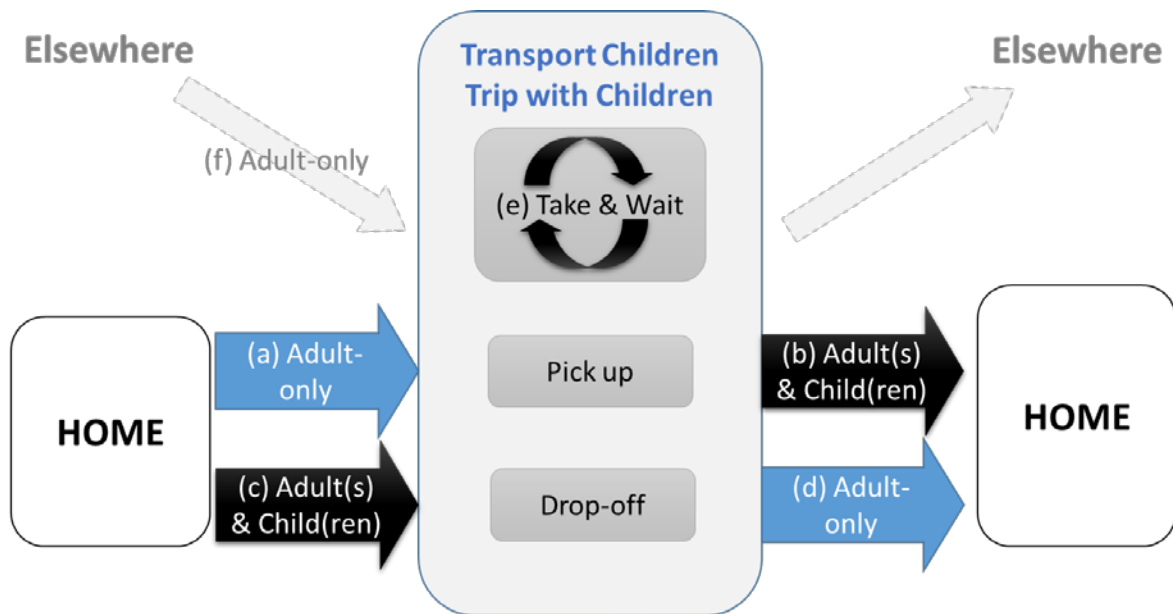 Elsewhere
Transport Children
Trip with Children
Elsewhere
(f) Adult-only
(e) Take & Wait
(a) Adult-
only
Pick up
(b) Adult(s)
& Child(ren)
HOME
HOME
(c) Adult(s)
& Child(ren)
Drop-off
(d) Adult-
only